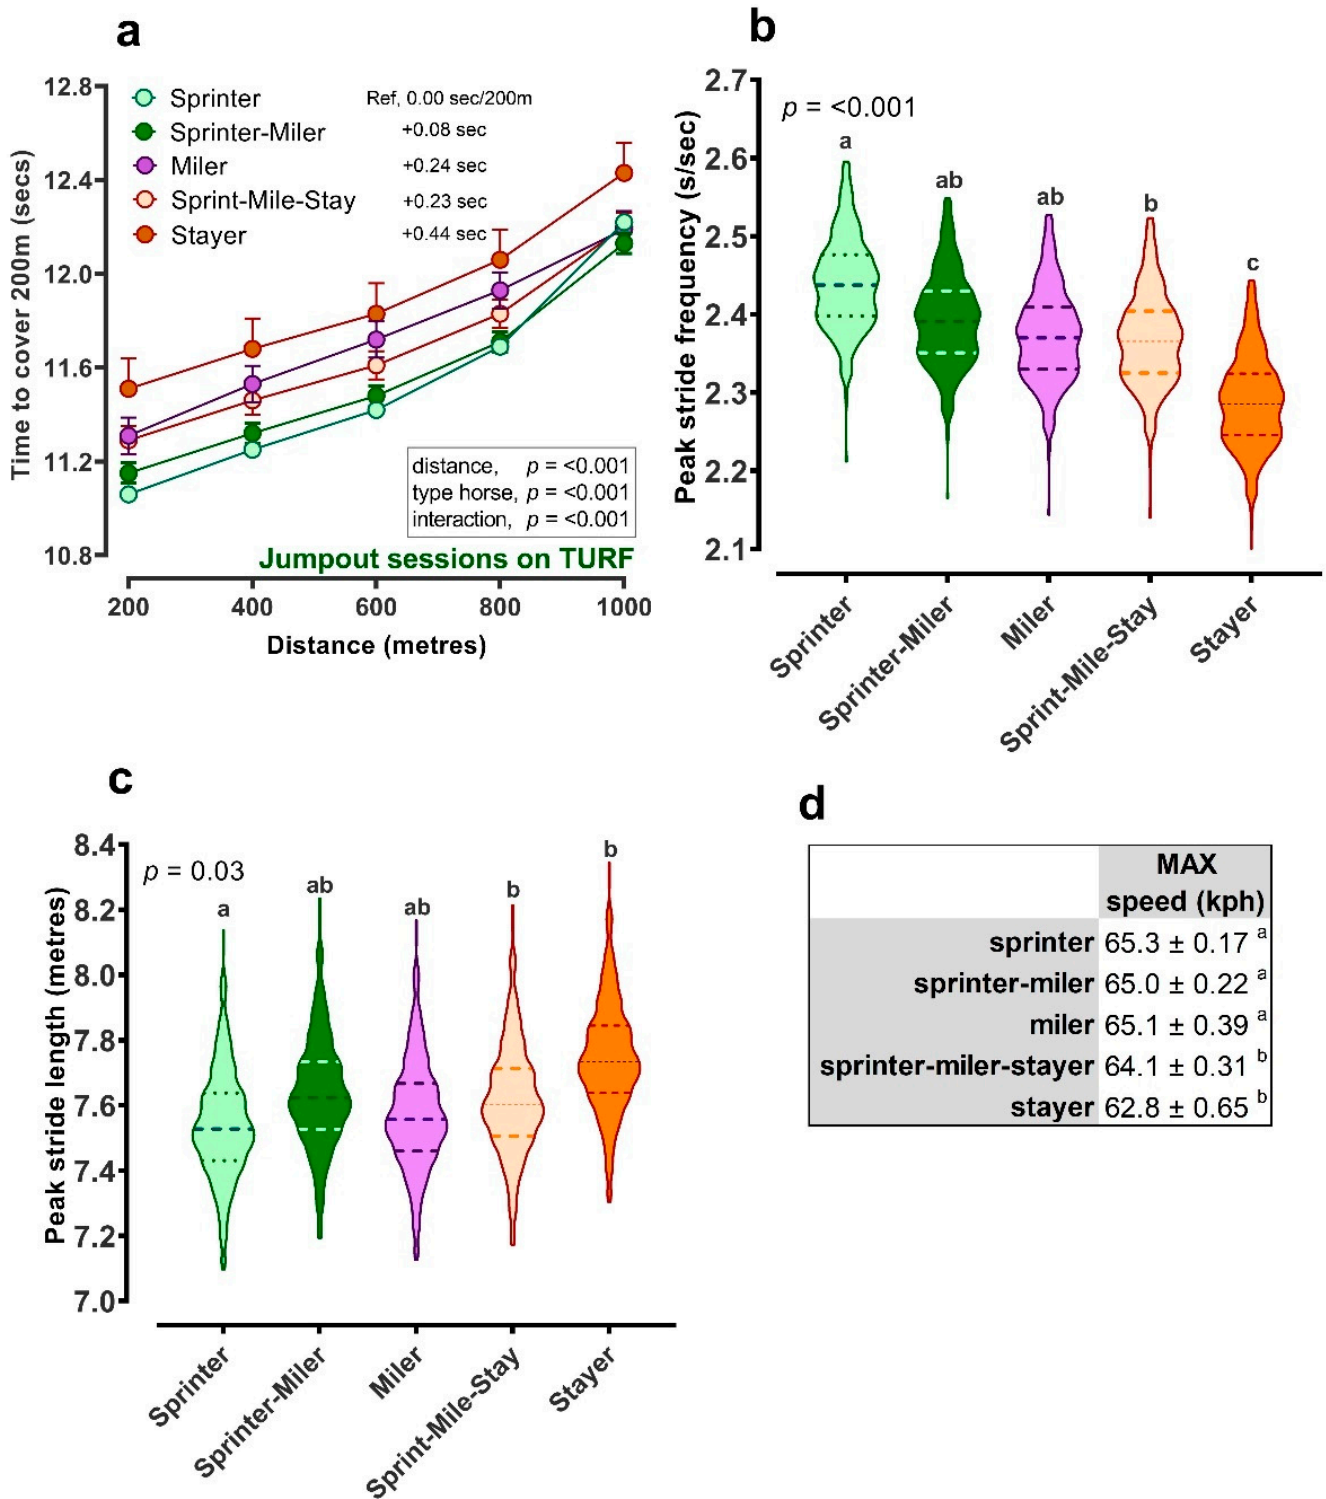 a
12.8
12.4
12.0
11.6
11.2
10.8
Time to cover 200m (secs)
Sprinter Ref, 0.00 sec/200m
Sprinter-Miler +0.08 sec
Miler +0.24 sec
Sprint-Mile-Stay +0.23 sec
Stayer +0.44 sec
distance, p = <0.001
type horse, p = <0.001
interaction, p = <0.001
Jumpout sessions on TURF
200 400 600 800 1000
Distance (metres)
b
2.7
2.6
2.5
2.4
2.3
2.2
2.1
Peak stride frequency (s/sec)
p = <0.001
a ab ab b c
Sprinter
Sprinter-Miler
Miler
Sprint-Mile-Stay
Stayer
c
8.4
8.2
8.0
7.8
7.6
7.4
7.2
7.0
Peak stride length (metres)
p = 0.03
a ab ab b b
Sprinter
Sprinter-Miler
Miler
Sprint-Mile-Stay
Stayer
d
MAX
speed (kph)
sprinter 65.3 ± 0.17 a
sprinter-miler 65.0 ± 0.22 a
miler 65.1 ± 0.39 a
sprinter-miler-stayer 64.1 ± 0.31 b
stayer 62.8 ± 0.65 b